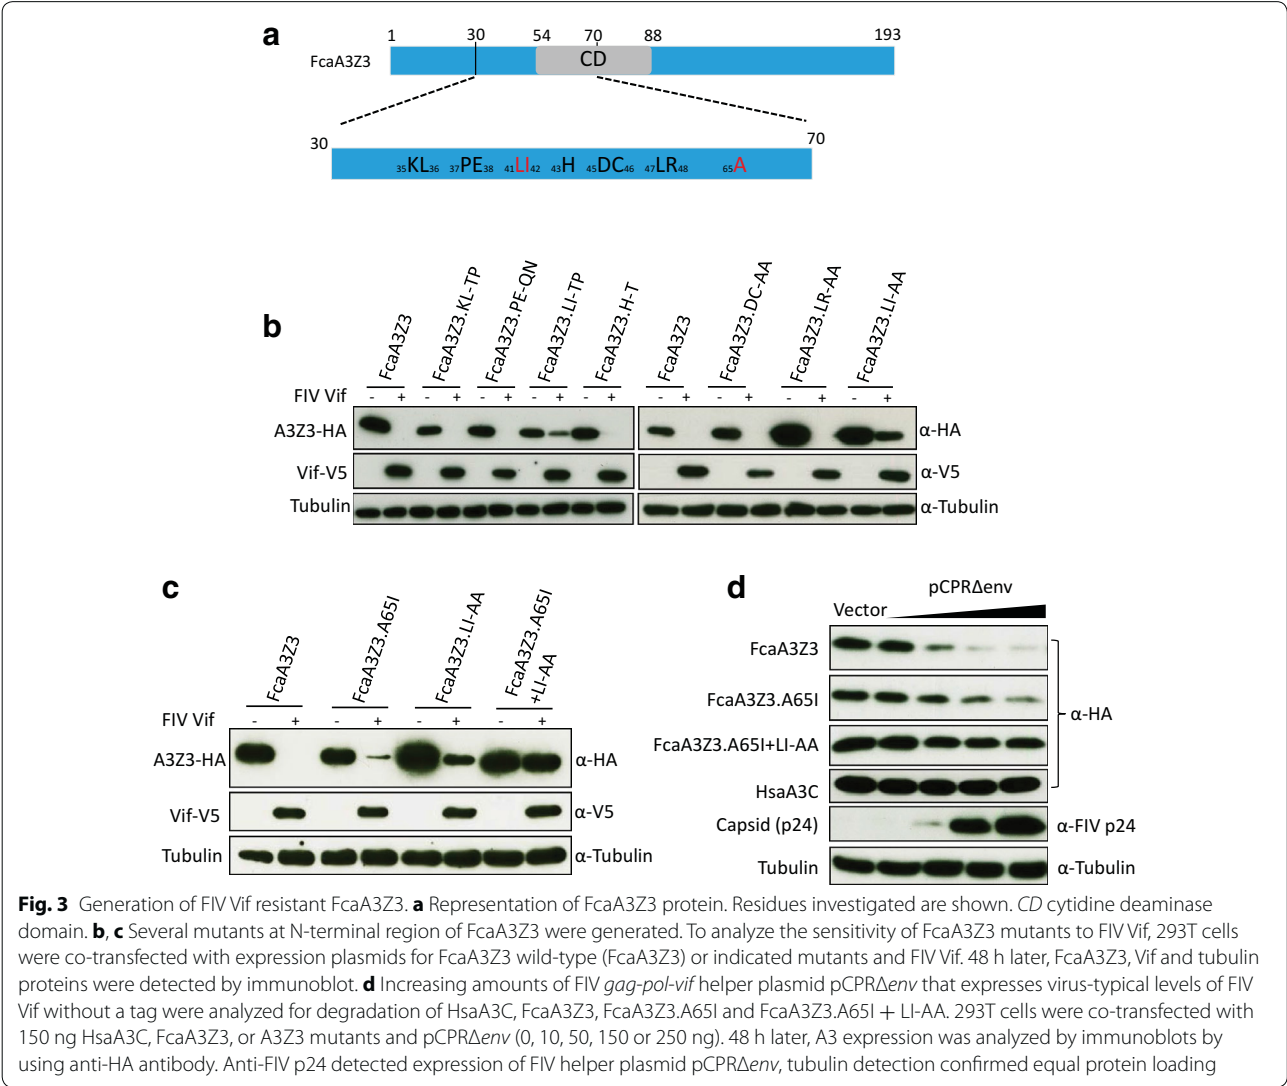 a
1 30 54 70 88 193
FcaA3Z3 CD
30 70
35KL36 37PE38 41LI42 43H 45DC46 47LR48 65A
b
FcaA3Z3 FcaA3Z3.KL-TP FcaA3Z3.PE-QN FcaA3Z3.LI-TP FcaA3Z3.H-T FcaA3Z3 FcaA3Z3.DC-AA FcaA3Z3.LR-AA FcaA3Z3.LI-AA
FIV Vif - + - + - + - + - + - + - + - + - +
A3Z3-HA α-HA
Vif-V5 α-V5
Tubulin α-Tubulin
c
FcaA3Z3 FcaA3Z3.A65I FcaA3Z3.LI-AA FcaA3Z3.A65I +LI-AA
FIV Vif - + - + - + - +
A3Z3-HA α-HA
Vif-V5 α-V5
Tubulin α-Tubulin
d
pCPRΔenv
Vector
FcaA3Z3
FcaA3Z3.A65I
α-HA
FcaA3Z3.A65I+LI-AA
HsaA3C
Capsid (p24) α-FIV p24
Tubulin α-Tubulin
Fig. 3 Generation of FIV Vif resistant FcaA3Z3. a Representation of FcaA3Z3 protein. Residues investigated are shown. CD cytidine deaminase
domain. b, c Several mutants at N-terminal region of FcaA3Z3 were generated. To analyze the sensitivity of FcaA3Z3 mutants to FIV Vif, 293T cells
were co-transfected with expression plasmids for FcaA3Z3 wild-type (FcaA3Z3) or indicated mutants and FIV Vif. 48 h later, FcaA3Z3, Vif and tubulin
proteins were detected by immunoblot. d Increasing amounts of FIV gag-pol-vif helper plasmid pCPRΔenv that expresses virus-typical levels of FIV
Vif without a tag were analyzed for degradation of HsaA3C, FcaA3Z3, FcaA3Z3.A65I and FcaA3Z3.A65I + LI-AA. 293T cells were co-transfected with
150 ng HsaA3C, FcaA3Z3, or A3Z3 mutants and pCPRΔenv (0, 10, 50, 150 or 250 ng). 48 h later, A3 expression was analyzed by immunoblots by
using anti-HA antibody. Anti-FIV p24 detected expression of FIV helper plasmid pCPRΔenv, tubulin detection confirmed equal protein loading